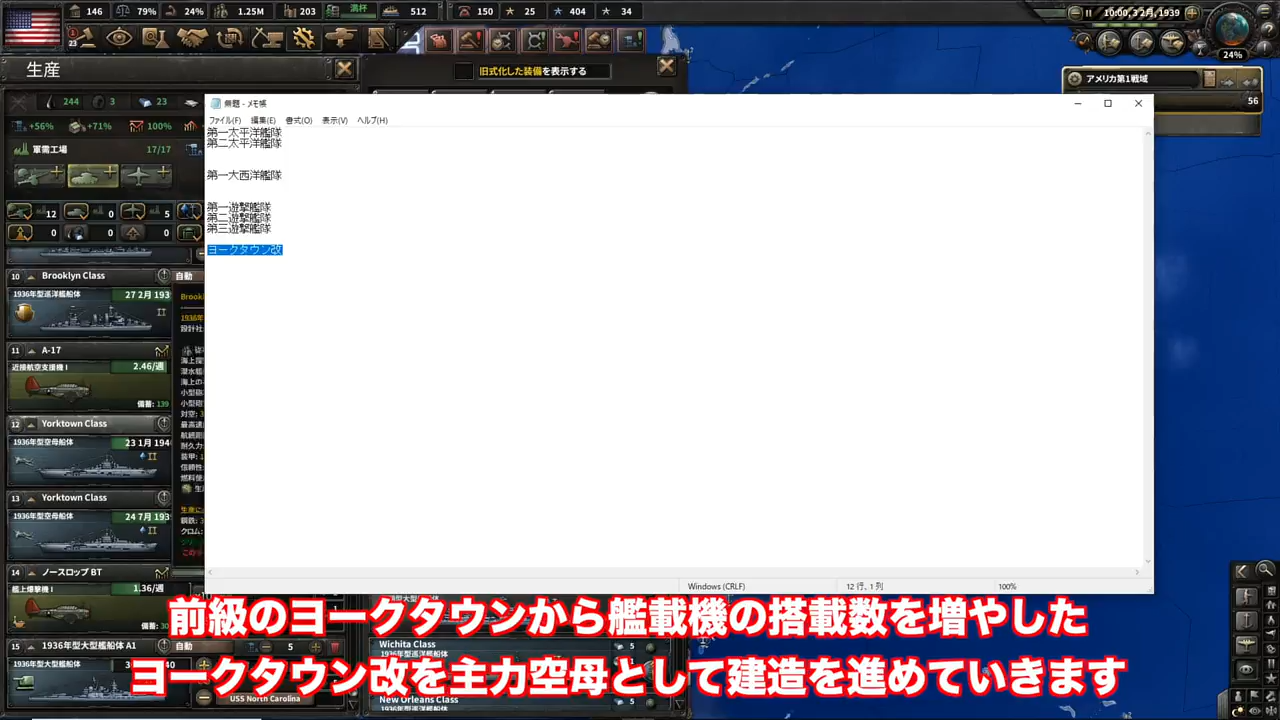 146 79% 24% 1.25M 203 満杯 512 150 25 404 34
10:00, 3 2月, 1939
23
24%
生産
旧式化した装備を表示する
アメリカ第1戦域
56
244 3 23
+56% +71% 100%
軍需工場 17/17
12 0 5
0 0 0
無題 - メモ帳
ファイル(F) 編集(E) 書式(O) 表示(V) ヘルプ(H)
第一太平洋艦隊
第二太平洋艦隊
第一大西洋艦隊
第一遊撃艦隊
第二遊撃艦隊
第三遊撃艦隊
ヨークタウン改
10 Brooklyn Class 自動
1936年型巡洋艦船体 27 2月 193
11 A-17
近接航空支援機 I 2.46/週
備蓄: 139
12 Yorktown Class
1936年型空母船体 23 1月 194
13 Yorktown Class
1936年型空母船体 24 7月 193
14 ノースロップ BT
艦上爆撃機 I 1.36/週
15 1936年型大型艦船体 A1 5
1936年型大型艦船体
USS North Carolina
Windows (CRLF) 12 行、1 列 100%
Wichita Class
5
New Orleans Class
5
前級のヨークタウンから艦載機の搭載数を増やした
ヨークタウン改を主力空母として建造を進めていきます